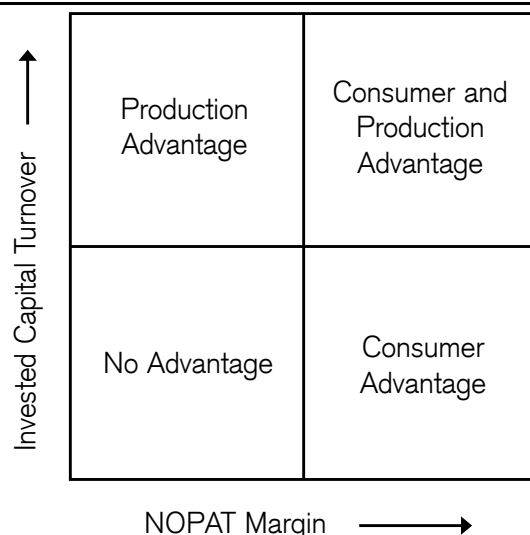 Invested Capital Turnover
Production
Advantage
Consumer and
Production
Advantage
No Advantage
Consumer
Advantage
NOPAT Margin